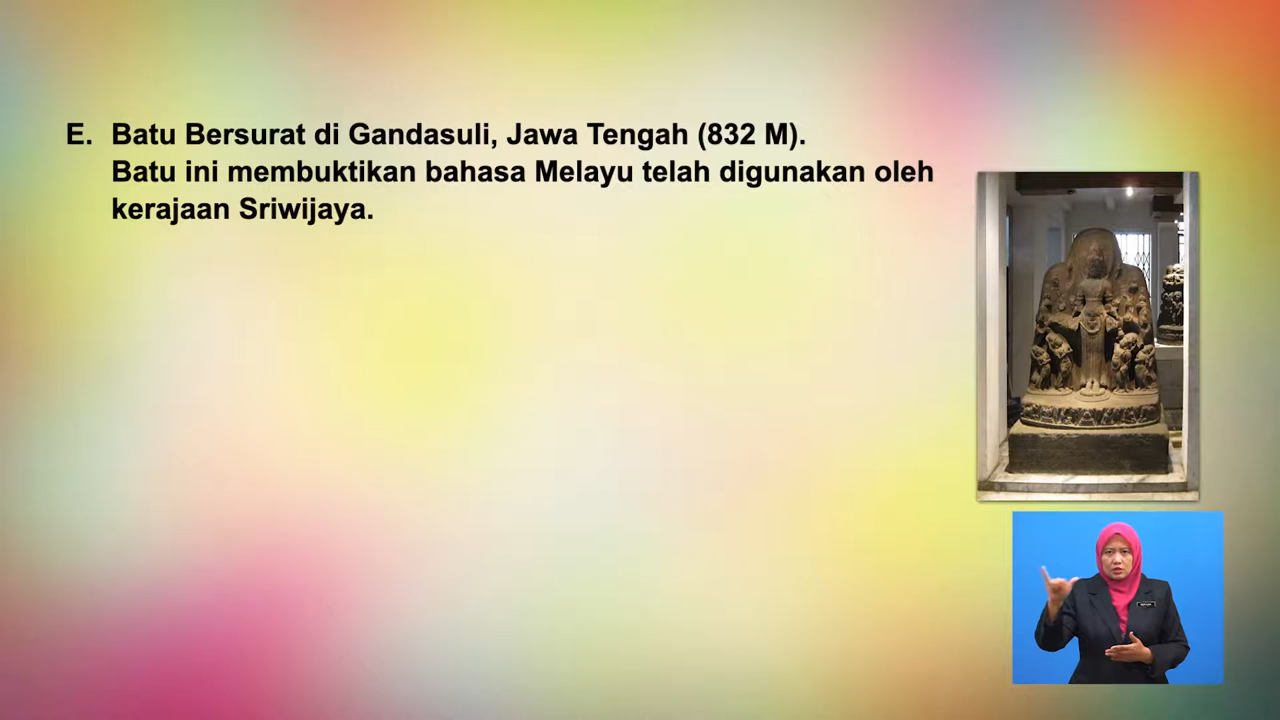 E. Batu Bersurat di Gandasuli, Jawa Tengah (832 M).
Batu ini membuktikan bahasa Melayu telah digunakan oleh
kerajaan Sriwijaya.